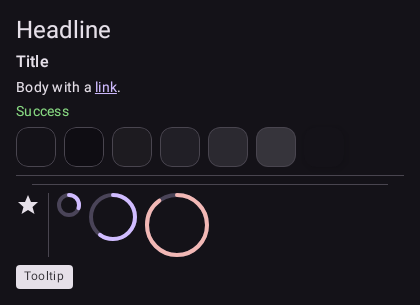 Headline
Title
Body with a link.
Success
Tooltip